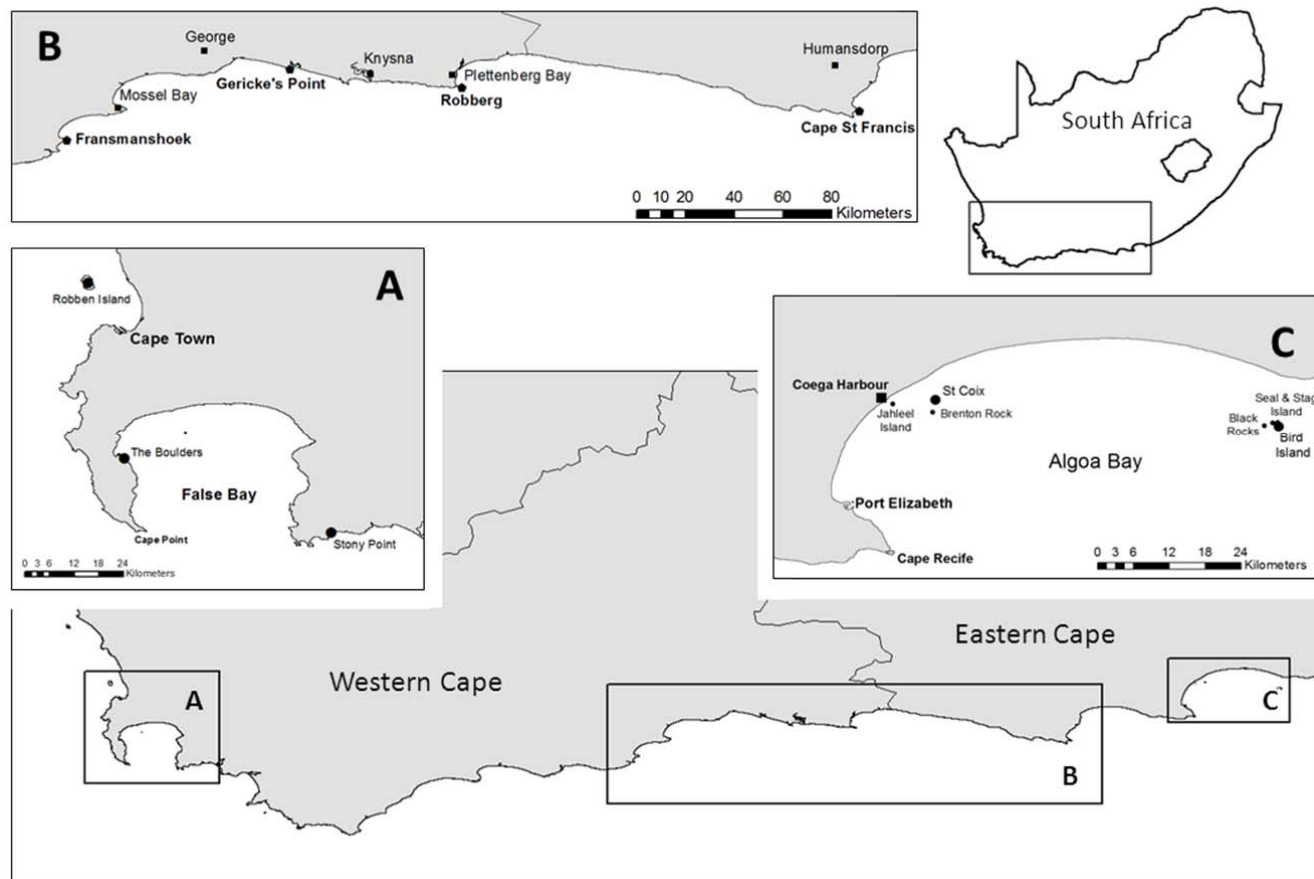 B
George
Knysna
Humansdorp
Gericke's Point
Plettenberg Bay
Mossel Bay
Robberg
Fransmanshoek
Cape St Francis
0 10 20 40 60 80
Kilometers
South Africa
A
Robben Island
Cape Town
The Boulders
False Bay
Cape Point
Stony Point
0 3 6 12 18 24
Kilometers
C
Coega Harbour
St Coix
Jahleel
Island
Brenton Rock
Seal & Stag
Island
Black
Rocks
Bird
Island
Algoa Bay
Port Elizabeth
Cape Recife
0 3 6 12 18 24
Kilometers
Western Cape
Eastern Cape
A
B
C